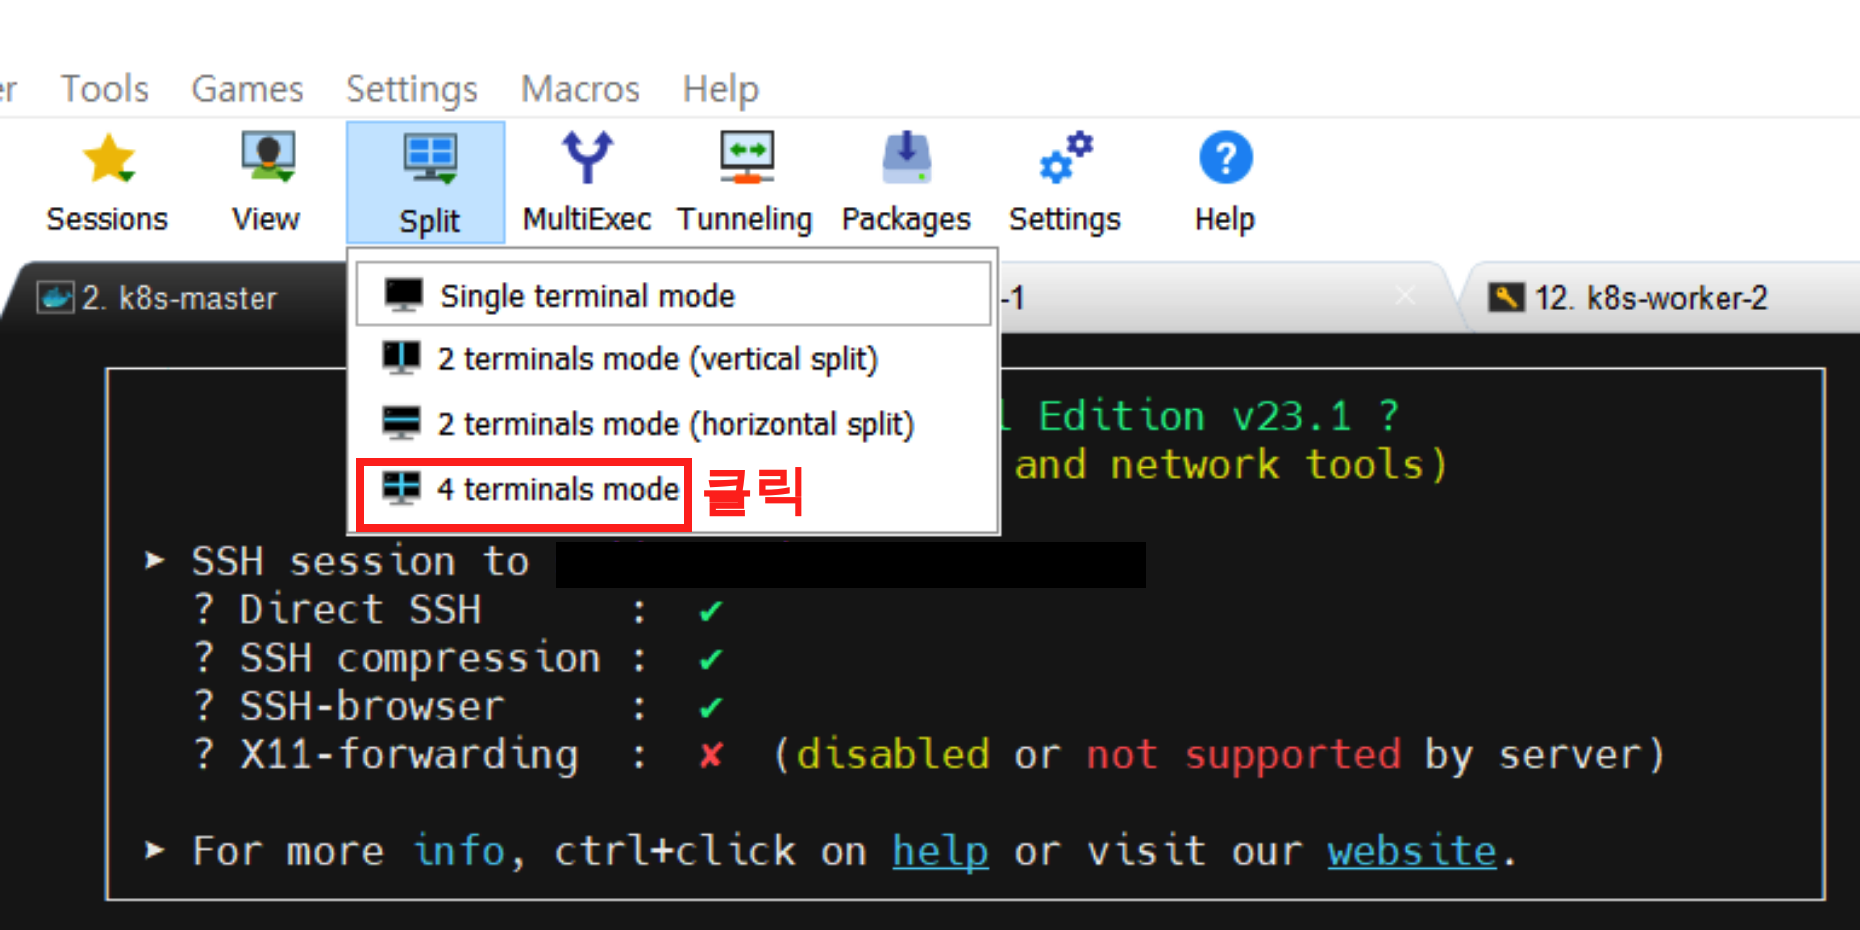 er Tools Games Settings Macros Help
Sessions View Split MultiExec Tunneling Packages Settings Help
2. k8s-master -1 12. k8s-worker-2
Single terminal mode
2 terminals mode (vertical split)
2 terminals mode (horizontal split)
4 terminals mode 클릭
l Edition v23.1 ?
and network tools)
➤ SSH session to
? Direct SSH : ✔
? SSH compression : ✔
? SSH-browser : ✔
? X11-forwarding : ✘ (disabled or not supported by server)
➤ For more info, ctrl+click on help or visit our website.